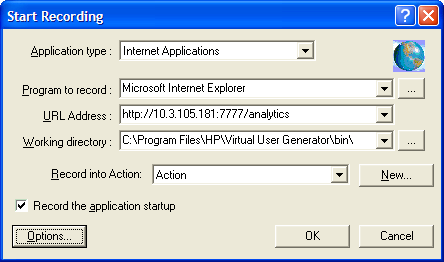 Start Recording
Application type : Internet Applications
Program to record : Microsoft Internet Explorer ...
URL Address : http://10.3.105.181:7777/analytics
Working directory : C:\Program Files\HP\Virtual User Generator\bin\ ...
Record into Action: Action New...
Record the application startup
Options... OK Cancel